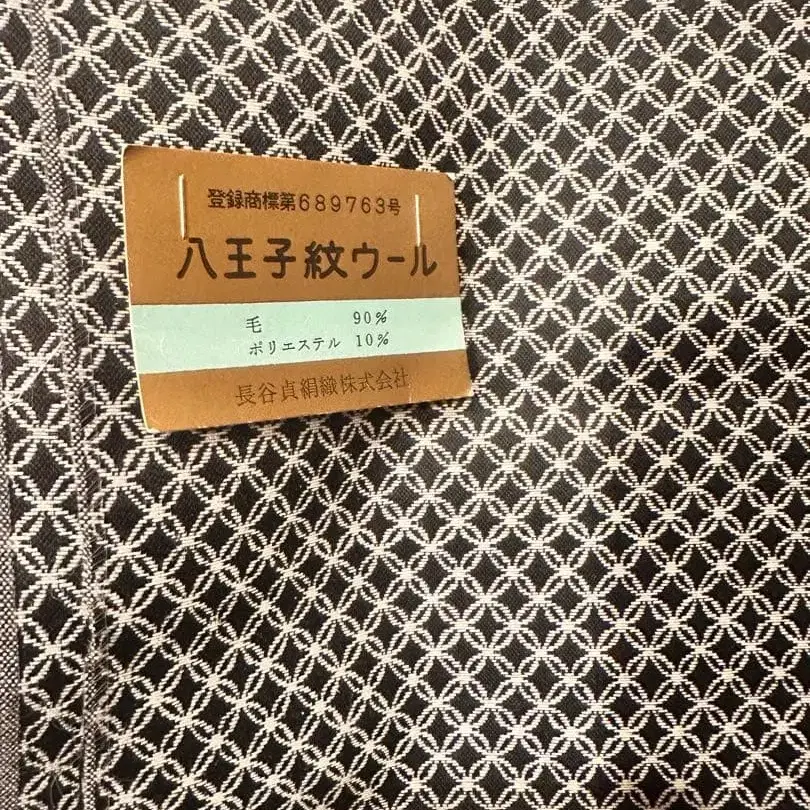 登録商標第689763号
八王子紋ウール
毛 90%
ポリエステル 10%
長谷貞絹織株式会社